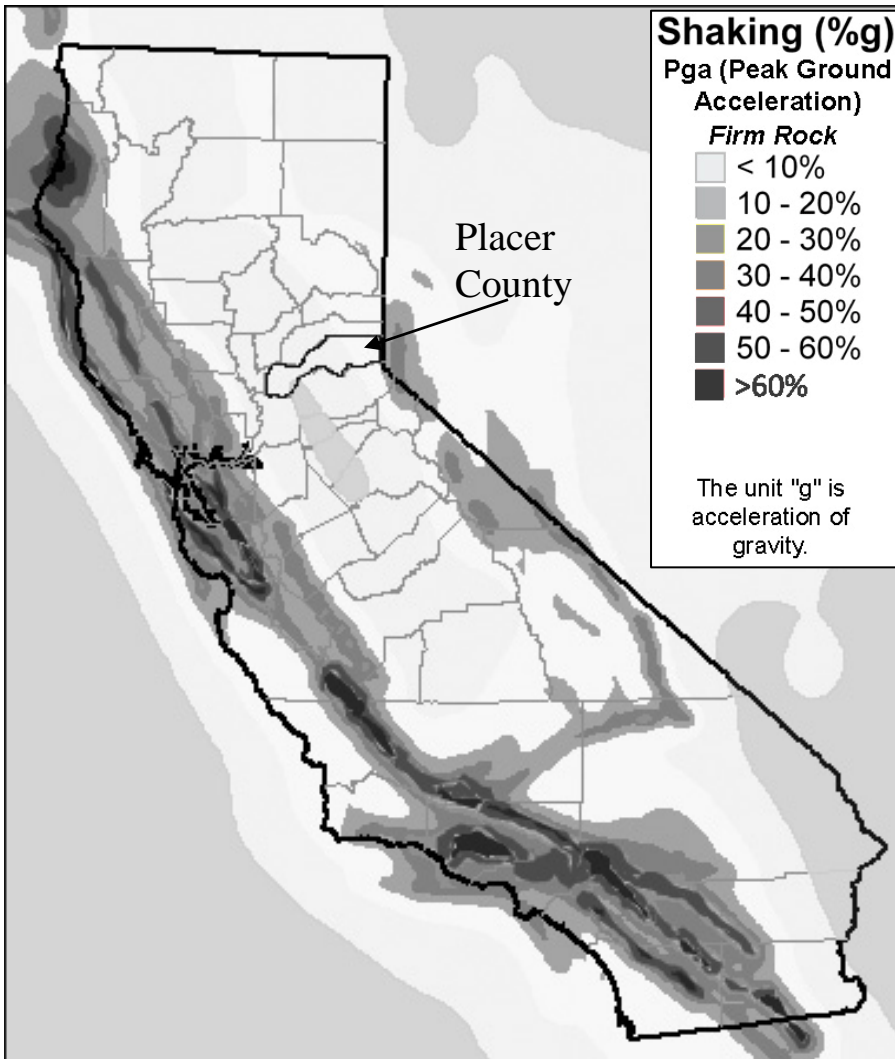 Shaking (%g)
Pga (Peak Ground
Acceleration)
Firm Rock
< 10%
10 - 20%
20 - 30%
30 - 40%
40 - 50%
50 - 60%
>60%
The unit "g" is
acceleration of
gravity.
Placer
County